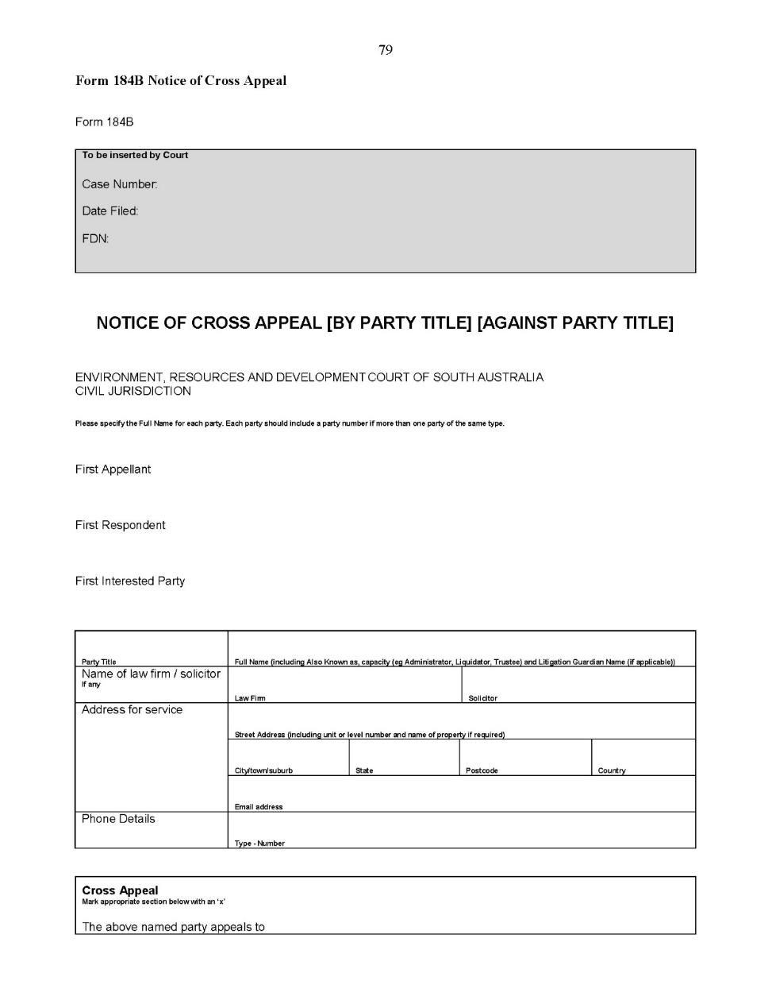 79
Form 184B Notice of Cross Appeal
Form 184B
To be inserted by Court
Case Number:
Date Filed:
FDN:
NOTICE OF CROSS APPEAL [BY PARTY TITLE] [AGAINST PARTY TITLE]
ENVIRONMENT, RESOURCES AND DEVELOPMENT COURT OF SOUTH AUSTRALIA
CIVIL JURISDICTION
Please specify the Full Name for each party. Each party should include a party number if more than one party of the same type.
First Appellant
First Respondent
First Interested Party
Party Title
Full Name (including Also Known as, capacity (eg Administrator, Liquidator, Trustee) and Litigation Guardian Name (if applicable))
Name of law firm / solicitor
If any
Law Firm
Solicitor
Address for service
Street Address (including unit or level number and name of property if required)
City/town/suburb
State
Postcode
Country
Email address
Phone Details
Type - Number
Cross Appeal
Mark appropriate section below with an ‘x’
The above named party appeals to